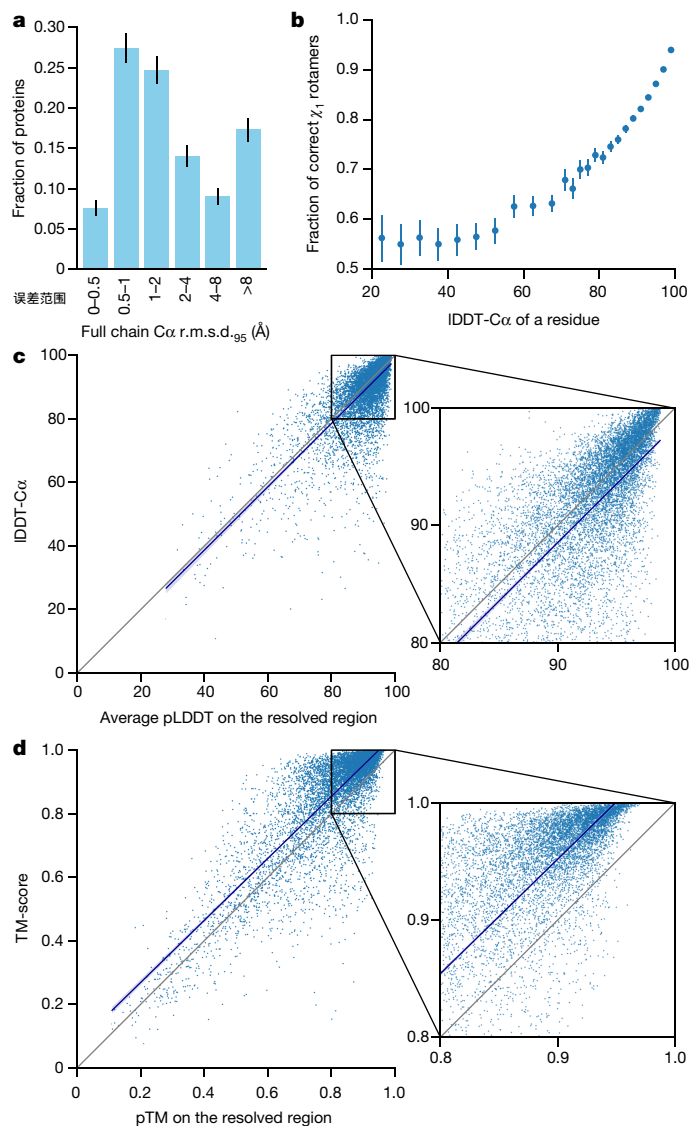 a
0.30
0.25
0.20
0.15
0.10
0.05
0
Fraction of proteins
误差范围
0–0.5
0.5–1
1–2
2–4
4–8
>8
Full chain Cα r.m.s.d.95 (Å)
b
1.0
0.9
0.8
0.7
0.6
0.5
Fraction of correct χ1 rotamers
20 40 60 80 100
lDDT-Cα of a residue
c
100
80
60
40
20
0
lDDT-Cα
0 20 40 60 80 100
Average pLDDT on the resolved region
100
90
80
80 90 100
d
1.0
0.8
0.6
0.4
0.2
0
TM-score
0 0.2 0.4 0.6 0.8 1.0
pTM on the resolved region
1.0
0.9
0.8
0.8 0.9 1.0